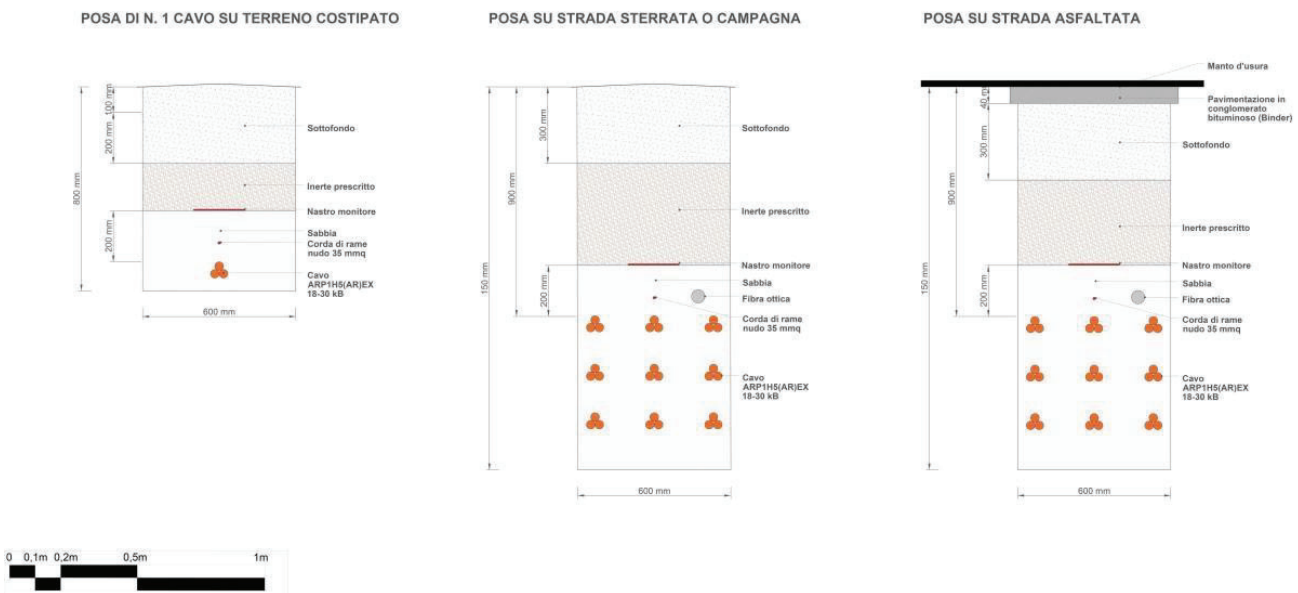 POSA DI N. 1 CAVO SU TERRENO COSTIPATO
100 mm
200 mm
800 mm
200 mm
600 mm
Sottofondo
Inerte prescritto
Nastro monitore
Sabbia
Corda di rame
nudo 35 mmq
Cavo
ARP1H5(AR)EX
18-30 kB
POSA SU STRADA STERRATA O CAMPAGNA
300 mm
900 mm
150 mm
200 mm
600 mm
Sottofondo
Inerte prescritto
Nastro monitore
Sabbia
Fibra ottica
Corda di rame
nudo 35 mmq
Cavo
ARP1H5(AR)EX
18-30 kB
POSA SU STRADA ASFALTATA
40 mm
300 mm
900 mm
150 mm
200 mm
600 mm
Manto d'usura
Pavimentazione in
conglomerato
bituminoso (Binder)
Sottofondo
Inerte prescritto
Nastro monitore
Sabbia
Fibra ottica
Corda di rame
nudo 35 mmq
Cavo
ARP1H5(AR)EX
18-30 kB
0 0,1m 0,2m 0,5m 1m